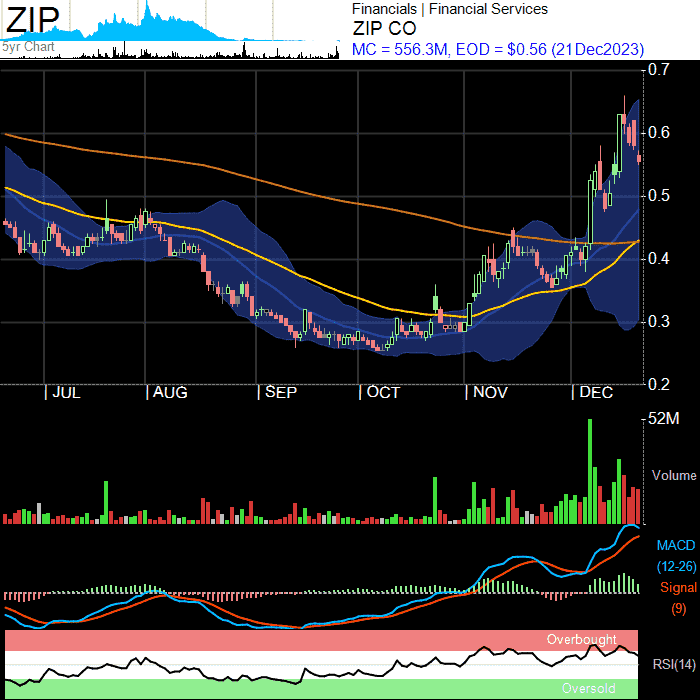 ZIP
5yr Chart
Financials | Financial Services
ZIP CO
MC = 556.3M, EOD = $0.56 (21Dec2023)
0.7
0.6
0.5
0.4
0.3
0.2
JUL AUG SEP OCT NOV DEC
52M
Volume
MACD
(12-26)
Signal
(9)
Overbought
RSI(14)
Oversold